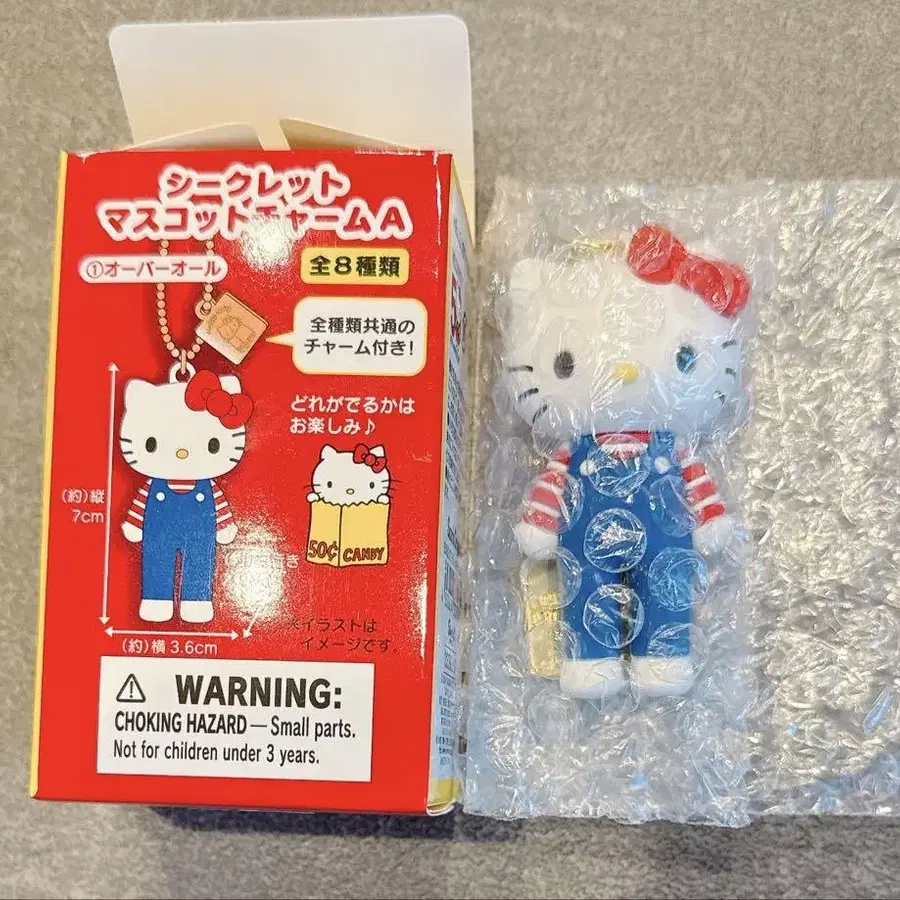 シークレット
マスコットチャームA
①オーバーオール
全8種類
全種類共通の
チャーム付き!
どれがでるかは
お楽しみ♪
(約)縦
7cm
50¢ CANDY
※イラストは
イメージです。
(約)横3.6cm
⚠ WARNING:
CHOKING HAZARD — Small parts.
Not for children under 3 years.